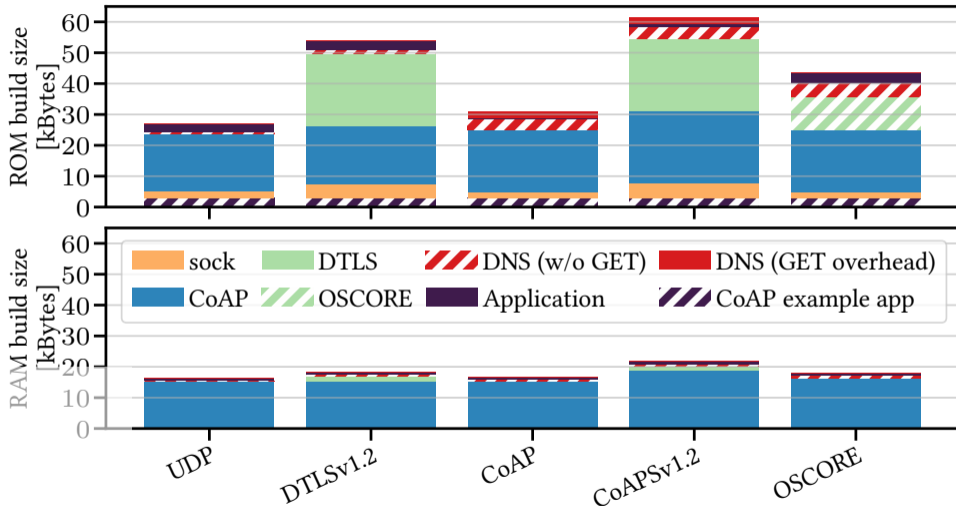 ROM build size
[kBytes]
60
50
40
30
20
10
0
RAM build size
[kBytes]
60
50
40
30
20
10
0
sock
DTLS
DNS (w/o GET)
DNS (GET overhead)
CoAP
OSCORE
Application
CoAP example app
UDP
DTLSv1.2
CoAP
CoAPSv1.2
OSCORE